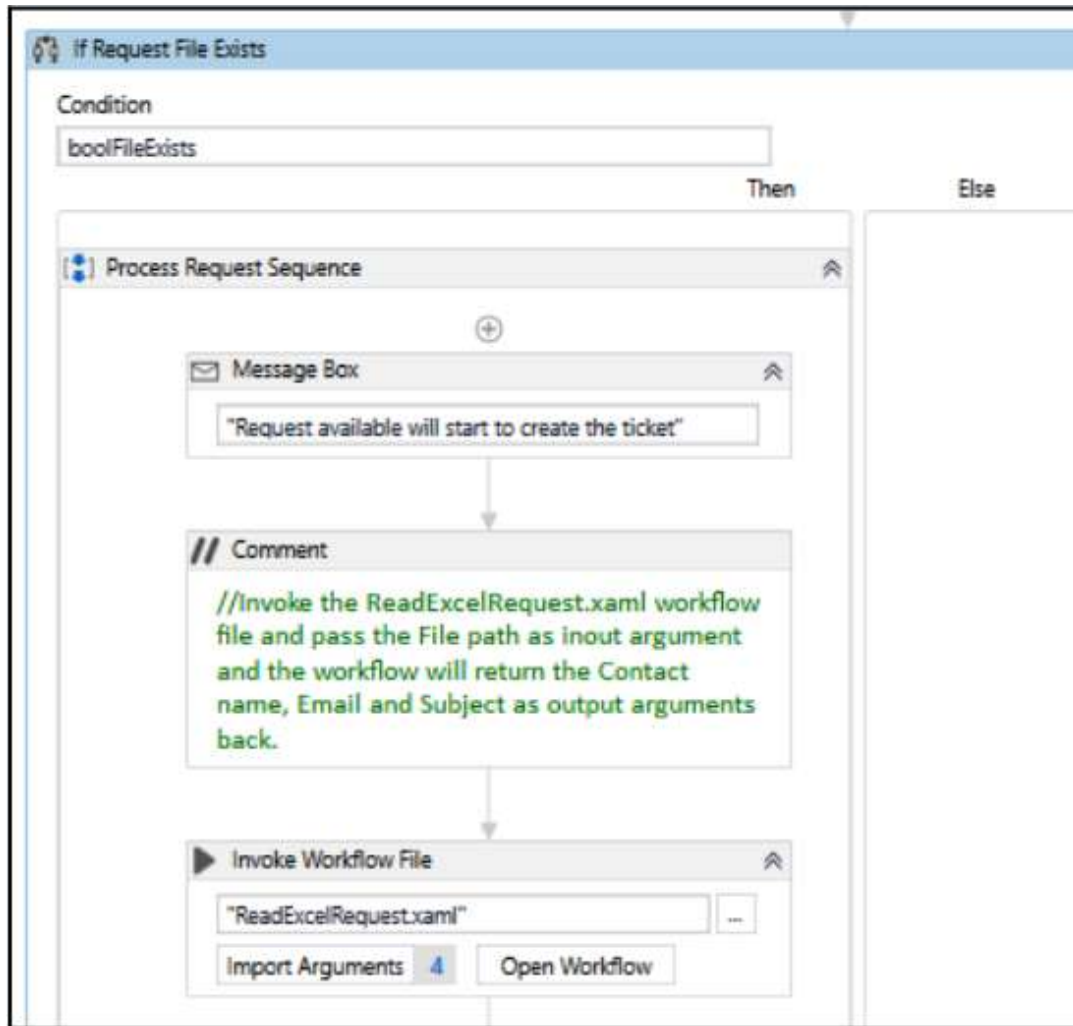 If Request File Exists
Condition
boolFileExists
Then
Else
Process Request Sequence
Message Box
"Request available will start to create the ticket"
// Comment
//Invoke the ReadExcelRequest.xaml workflow
file and pass the File path as inout argument
and the workflow will return the Contact
name, Email and Subject as output arguments
back.
Invoke Workflow File
"ReadExcelRequest.xaml"
...
Import Arguments 4
Open Workflow